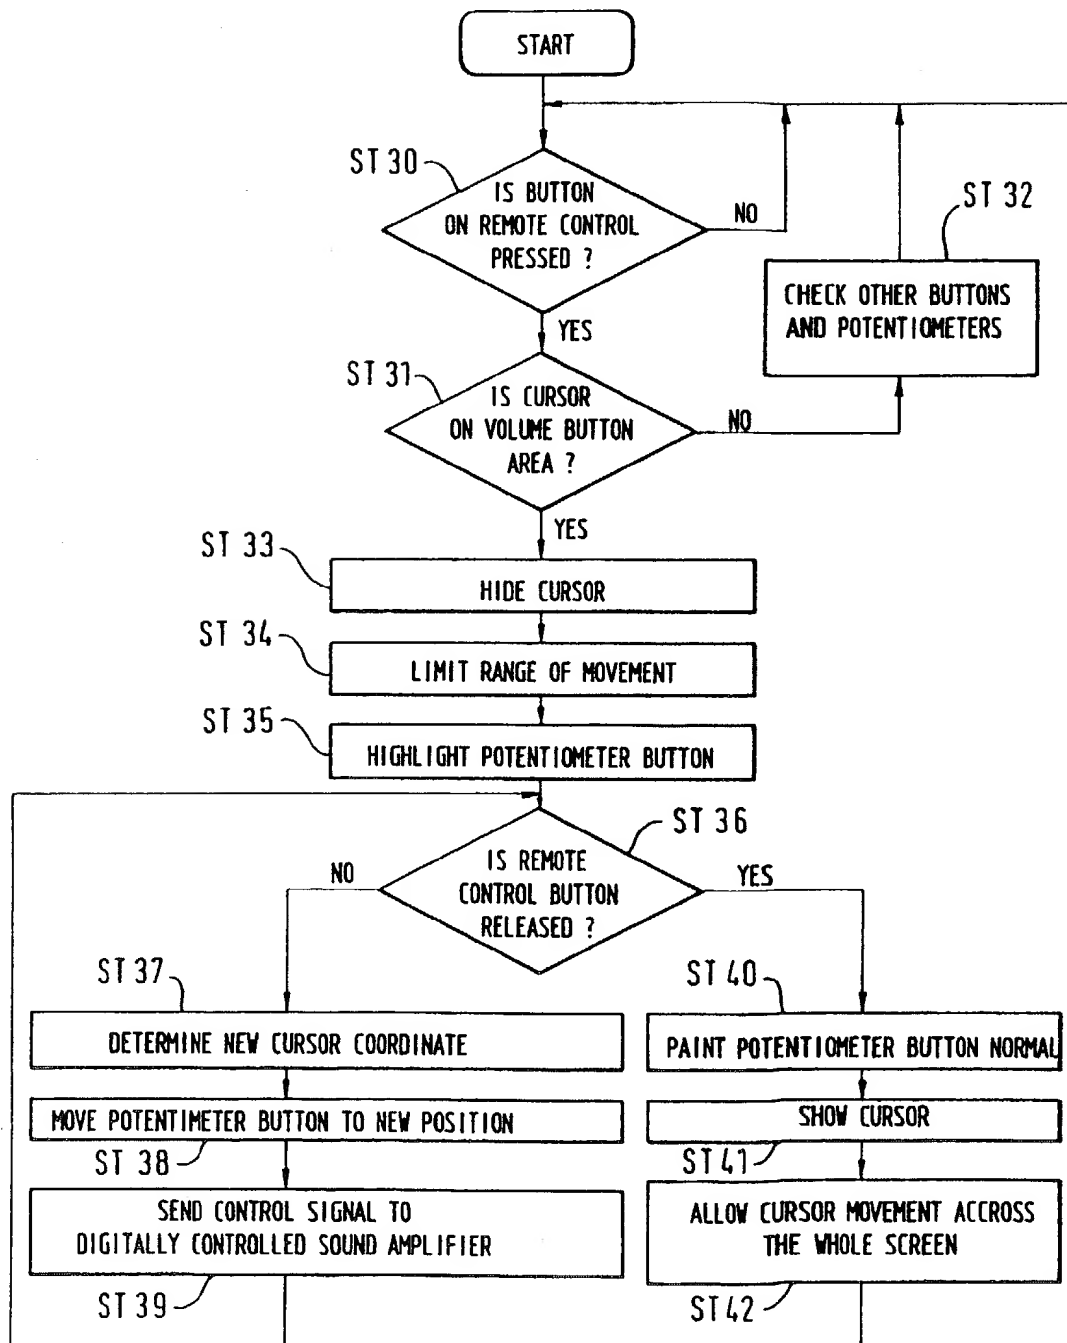 START
ST 30
IS BUTTON
ON REMOTE CONTROL
PRESSED ?
NO
ST 32
CHECK OTHER BUTTONS
AND POTENTIOMETERS
YES
ST 31
IS CURSOR
ON VOLUME BUTTON
AREA ?
NO
YES
ST 33
HIDE CURSOR
ST 34
LIMIT RANGE OF MOVEMENT
ST 35
HIGHLIGHT POTENTIOMETER BUTTON
ST 36
IS REMOTE
CONTROL BUTTON
RELEASED ?
NO
YES
ST 37
DETERMINE NEW CURSOR COORDINATE
MOVE POTENTIMETER BUTTON TO NEW POSITION
ST 38
SEND CONTROL SIGNAL TO
DIGITALLY CONTROLLED SOUND AMPLIFIER
ST 39
ST 40
PAINT POTENTIOMETER BUTTON NORMAL
SHOW CURSOR
ST 41
ALLOW CURSOR MOVEMENT ACCROSS
THE WHOLE SCREEN
ST 42